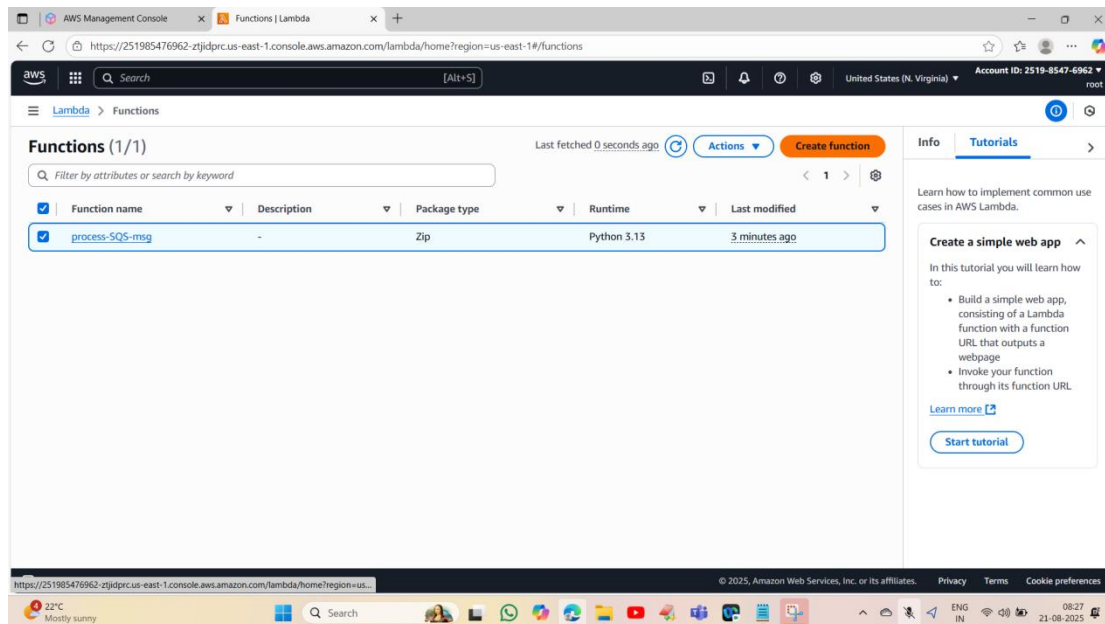 AWS Management Console
Functions | Lambda
https://251985476962-ztjidprc.us-east-1.console.aws.amazon.com/lambda/home?region=us-east-1#/functions
aws
Search [Alt+S]
United States (N. Virginia)
Account ID: 2519-8547-6962
root
Lambda > Functions
Functions (1/1)
Last fetched 0 seconds ago
Actions
Create function
Filter by attributes or search by keyword
1
Function name Description Package type Runtime Last modified
process-SQS-msg - Zip Python 3.13 3 minutes ago
Info Tutorials
Learn how to implement common use
cases in AWS Lambda.
Create a simple web app
In this tutorial you will learn how
to:
• Build a simple web app,
consisting of a Lambda
function with a function
URL that outputs a
webpage
• Invoke your function
through its function URL
Learn more
Start tutorial
https://251985476962-ztjidprc.us-east-1.console.aws.amazon.com/lambda/home?region=us...
© 2025, Amazon Web Services, Inc. or its affiliates. Privacy Terms Cookie preferences
22°C
Mostly sunny
Search
ENG
IN
08:27
21-08-2025